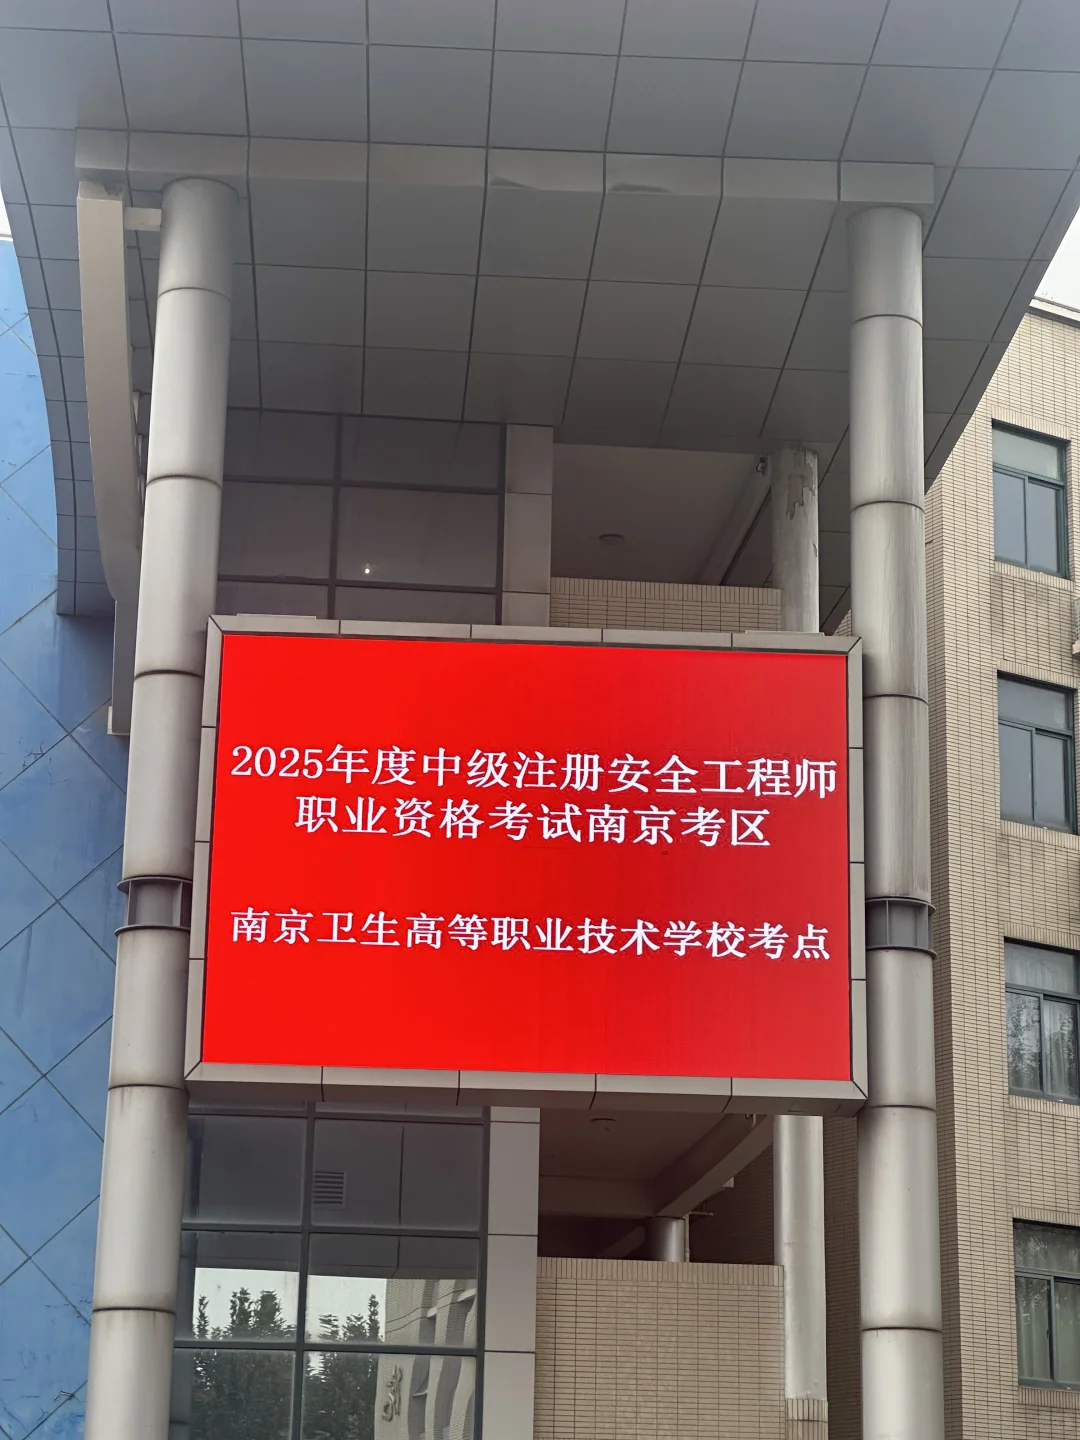 2025年度中级注册安全工程师
职业资格考试南京考区
南京卫生高等职业技术学校考点